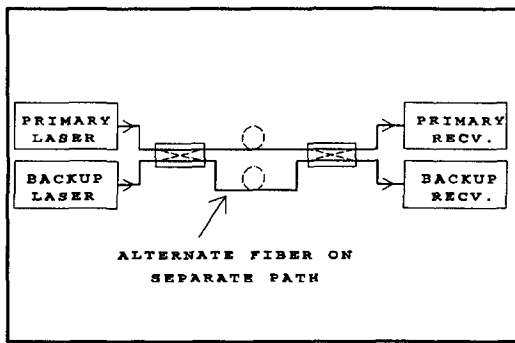 PRIMARY
LASER
BACKUP
LASER
PRIMARY
RECV.
BACKUP
RECV.
ALTERNATE FIBER ON
SEPARATE PATH